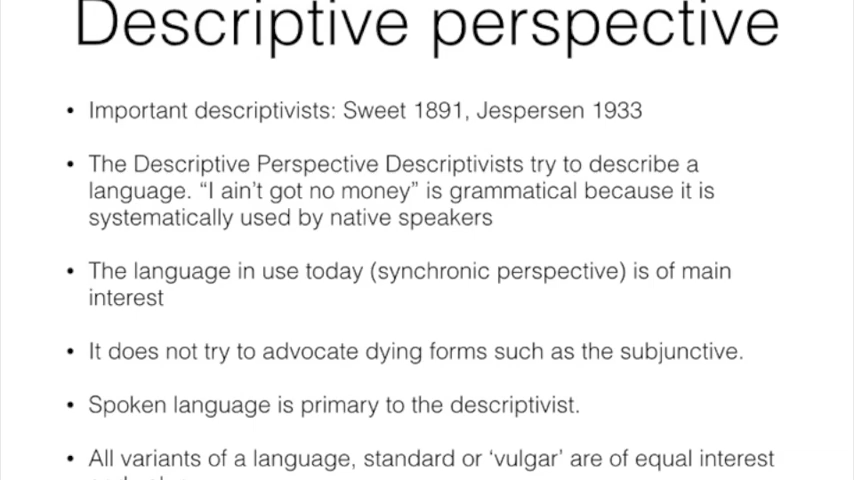 Descriptive perspective
• Important descriptivists: Sweet 1891, Jespersen 1933
• The Descriptive Perspective Descriptivists try to describe a
language. “I ain’t got no money” is grammatical because it is
systematically used by native speakers
• The language in use today (synchronic perspective) is of main
interest
• It does not try to advocate dying forms such as the subjunctive.
• Spoken language is primary to the descriptivist.
• All variants of a language, standard or ‘vulgar’ are of equal interest